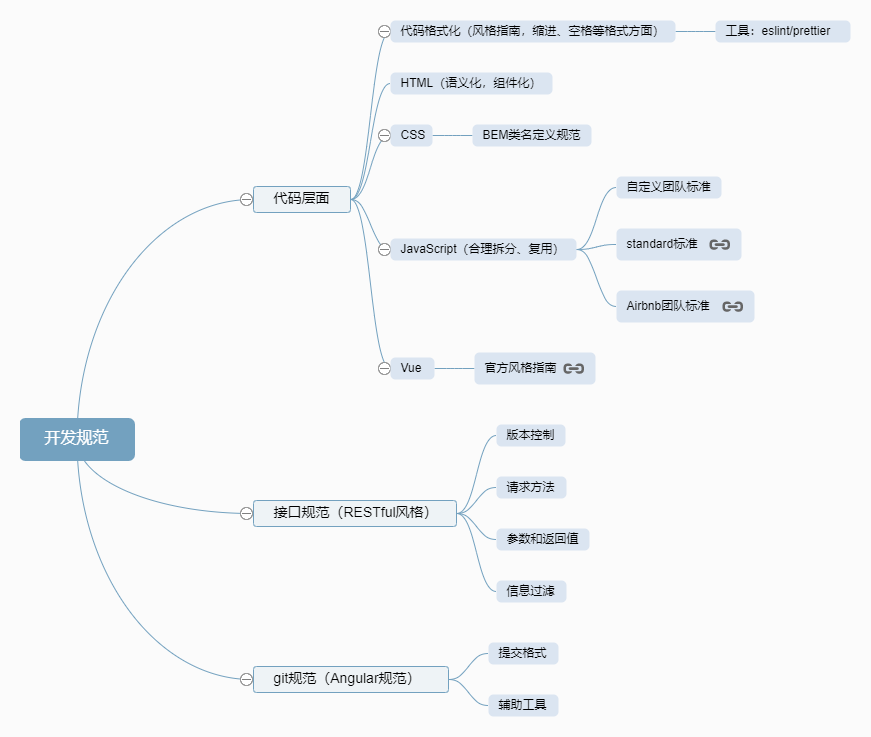 开发规范
代码层面
代码格式化（风格指南，缩进、空格等格式方面）
工具：eslint/prettier
HTML（语义化，组件化）
CSS
BEM类名定义规范
JavaScript（合理拆分、复用）
自定义团队标准
standard标准
Airbnb团队标准
Vue
官方风格指南
接口规范（RESTful风格）
版本控制
请求方法
参数和返回值
信息过滤
git规范（Angular规范）
提交格式
辅助工具